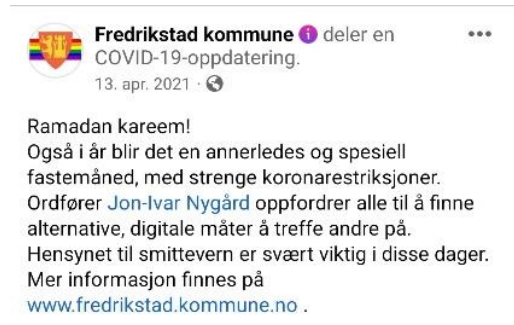 Fredrikstad kommune deler en
COVID-19-oppdatering.
13. apr. 2021 ·
Ramadan kareem!
Også i år blir det en annerledes og spesiell
fastemåned, med strenge koronarestriksjoner.
Ordfører Jon-Ivar Nygård oppfordrer alle til å finne
alternative, digitale måter å treffe andre på.
Hensynet til smittevern er svært viktig i disse dager.
Mer informasjon finnes på
www.fredrikstad.kommune.no .